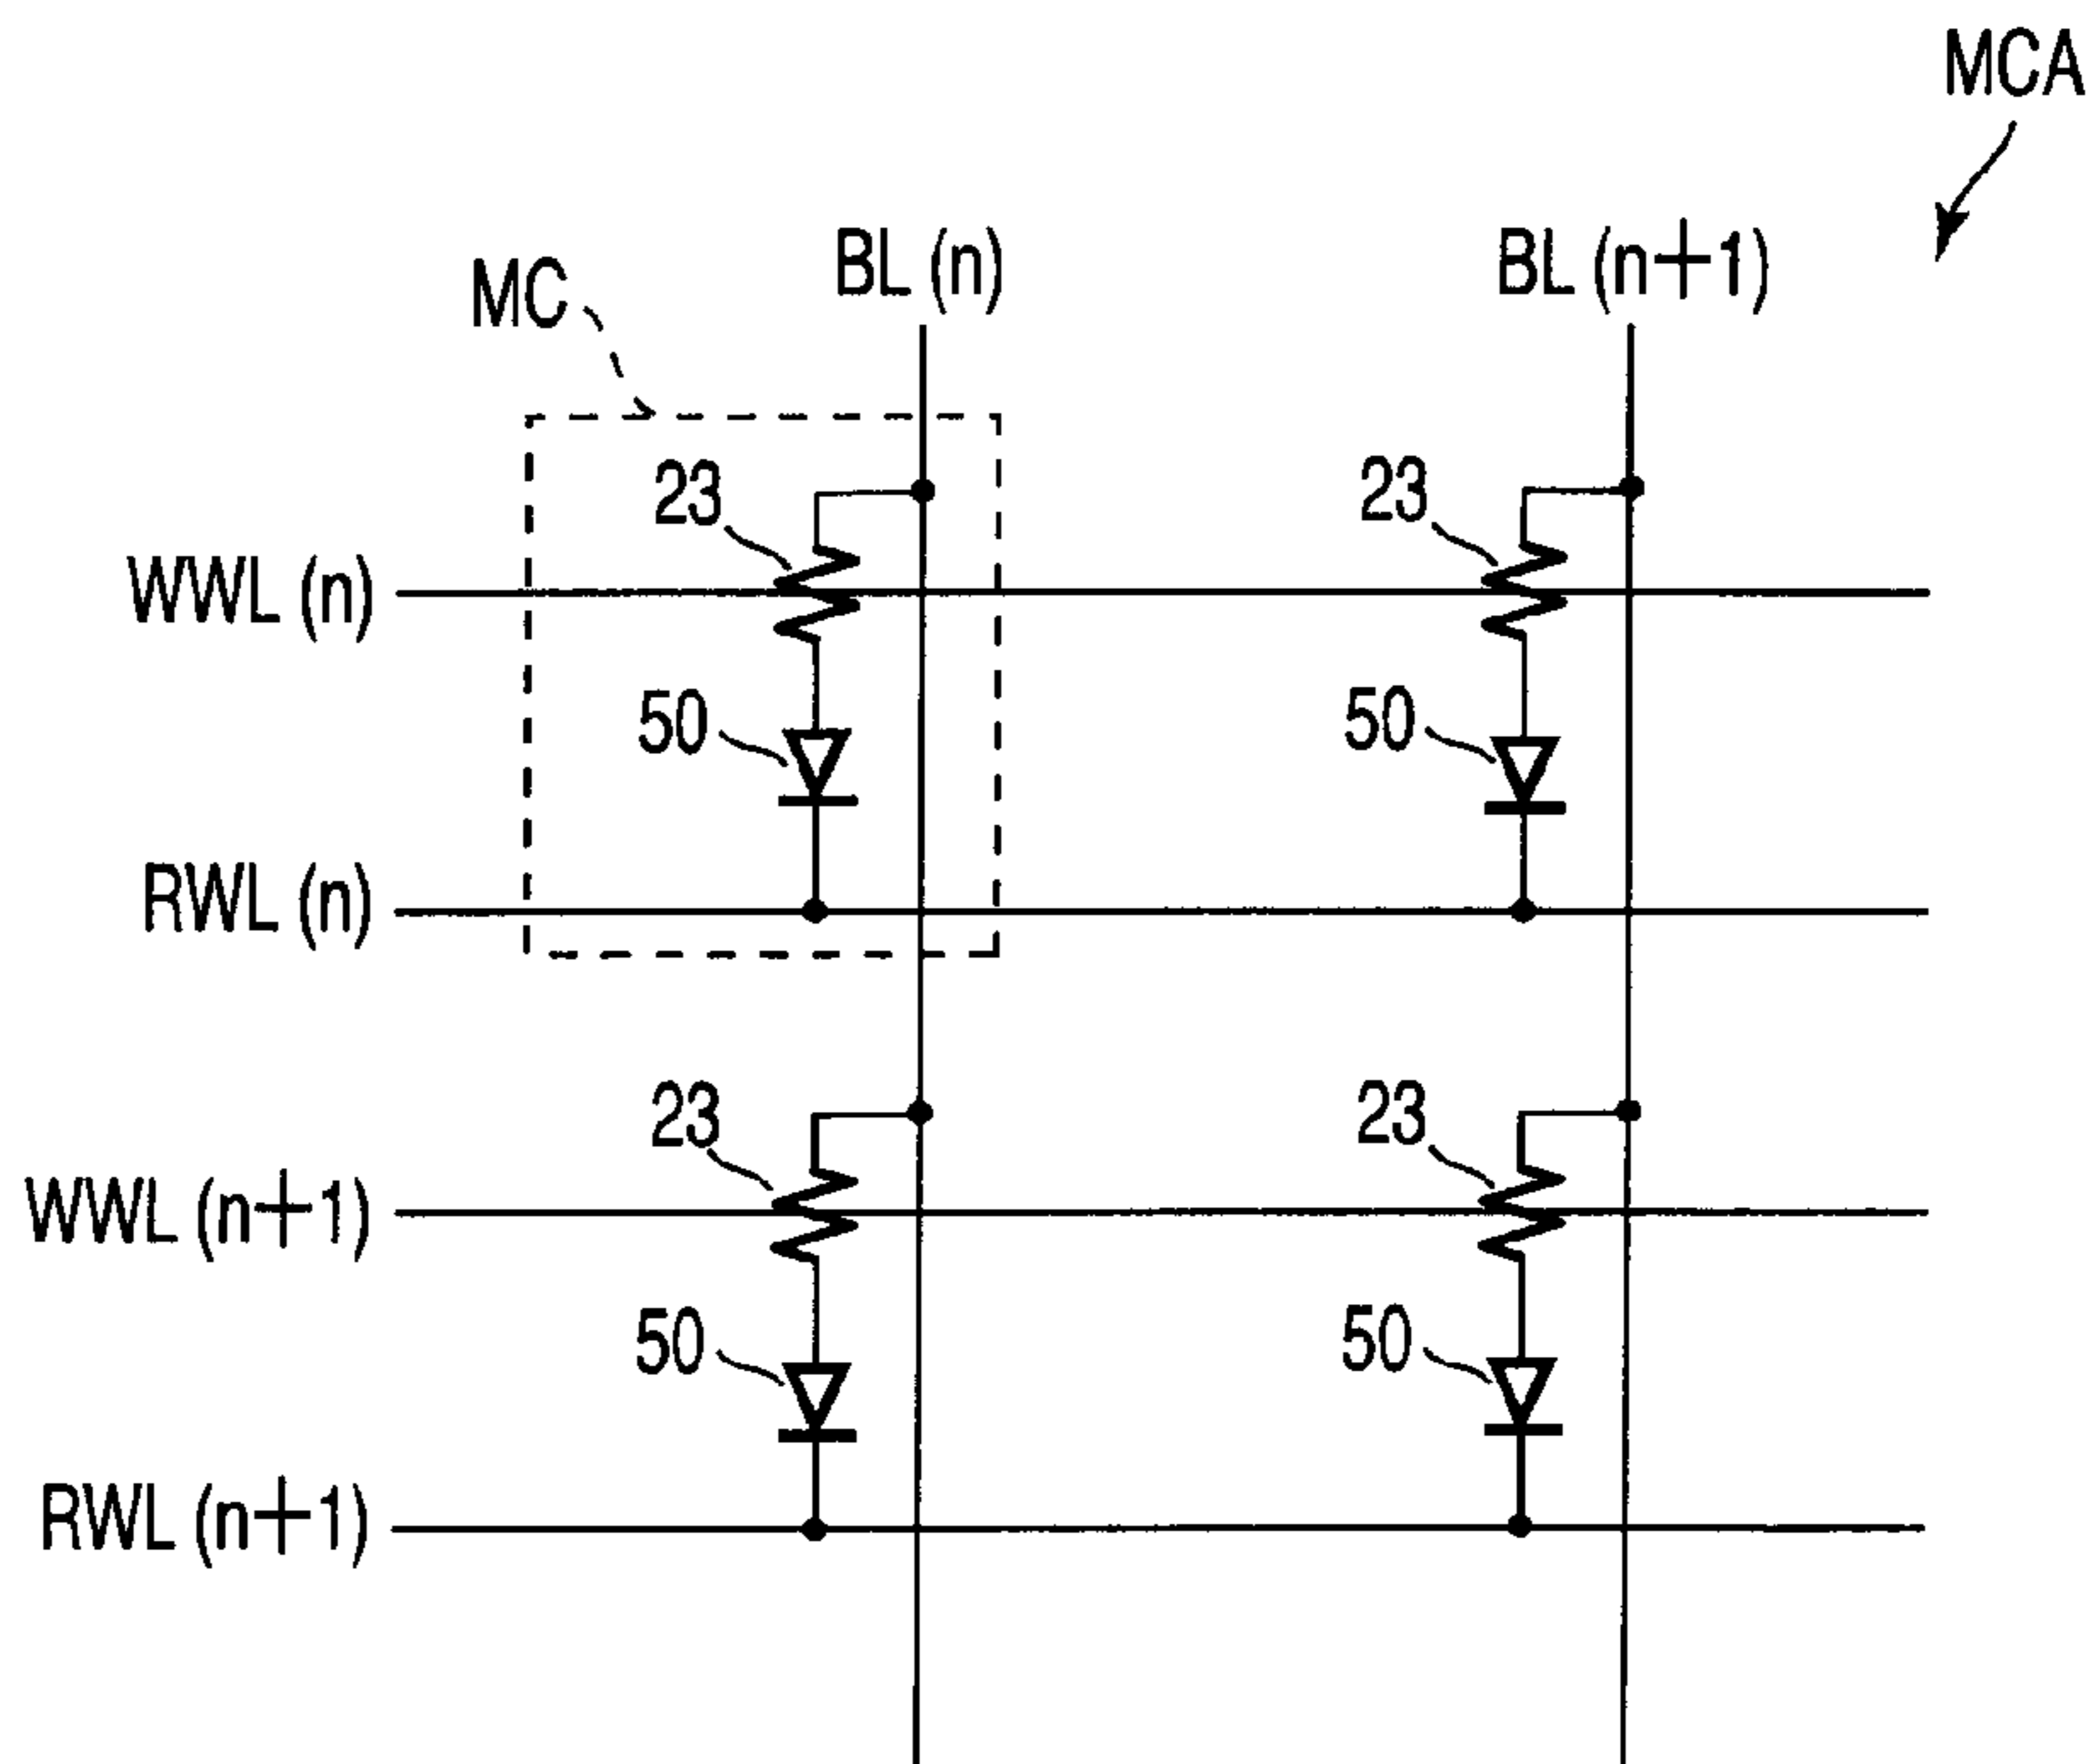 MCA
BL (n)
BL (n+1)
MC
23
23
WWL (n)
50
50
RWL (n)
23
23
WWL (n+1)
50
50
RWL (n+1)